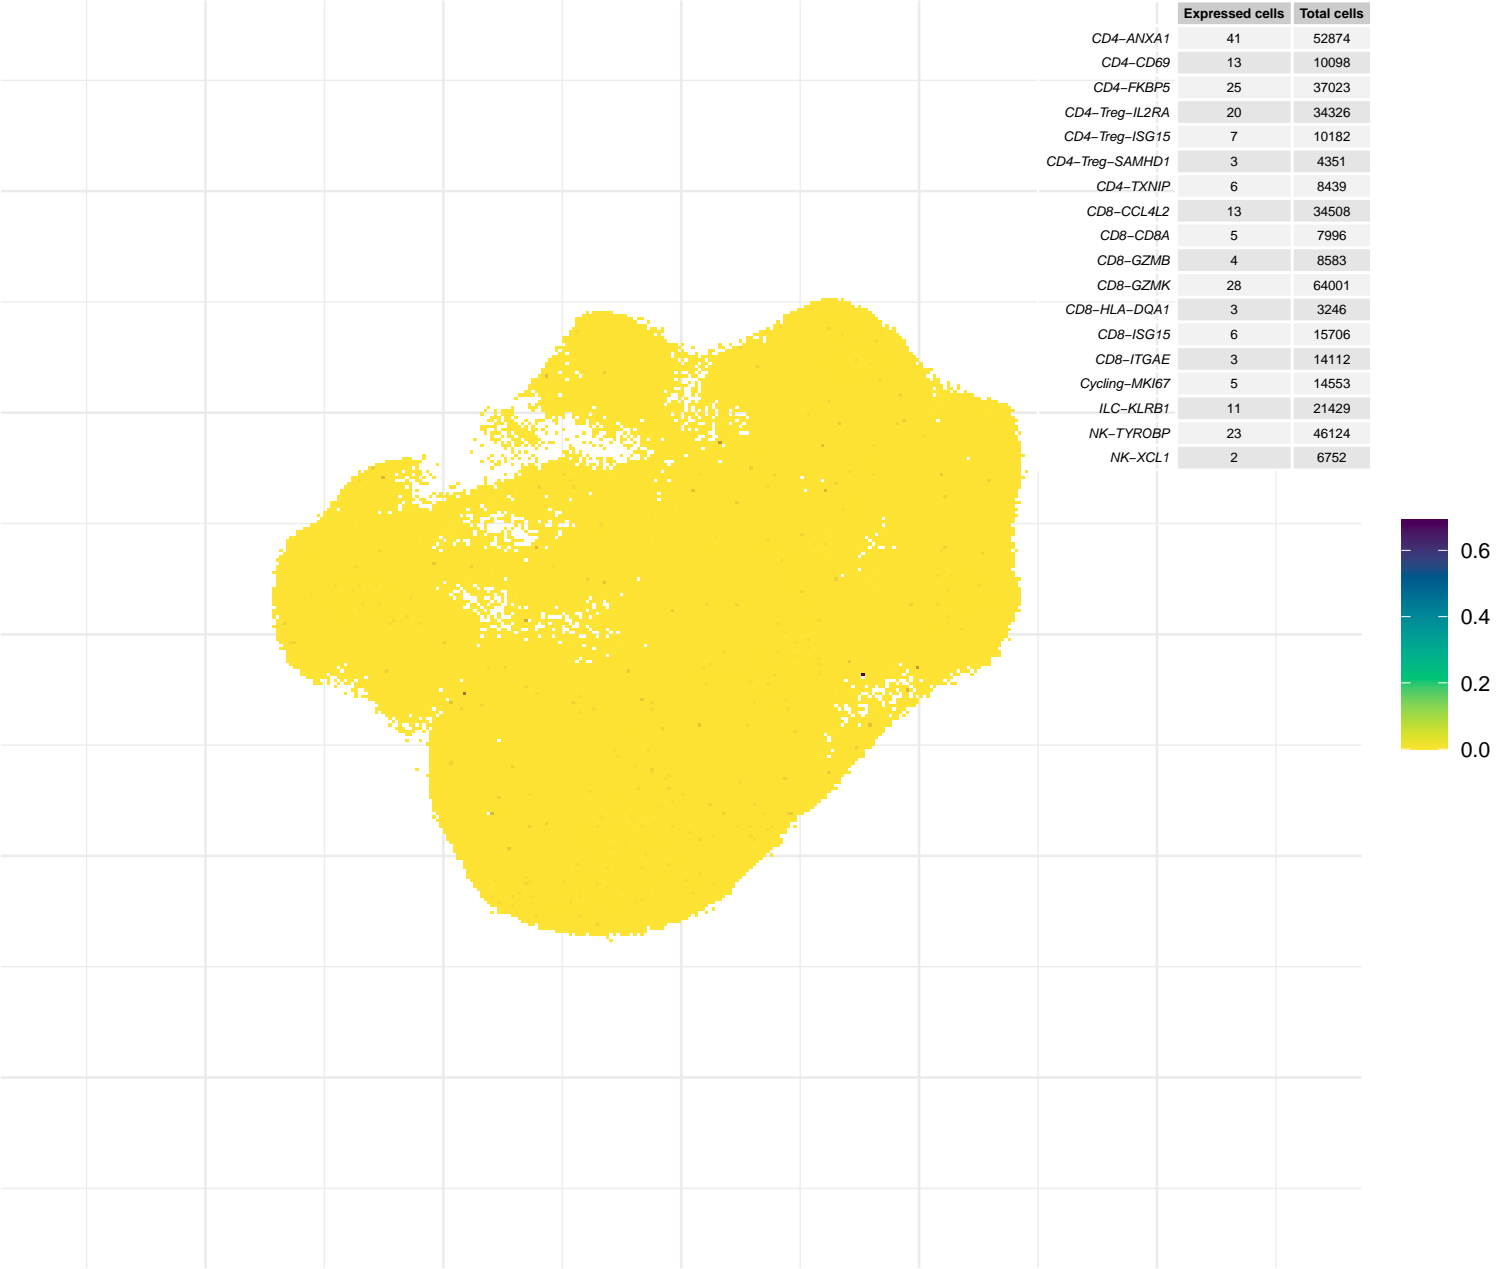 Expressed cells Total cells
CD4−ANXA1 41 52874
CD4−CD69 13 10098
CD4−FKBP5 25 37023
CD4−Treg−IL2RA 20 34326
CD4−Treg−ISG15 7 10182
CD4−Treg−SAMHD1 3 4351
CD4−TXNIP 6 8439
CD8−CCL4L2 13 34508
CD8−CD8A 5 7996
CD8−GZMB 4 8583
CD8−GZMK 28 64001
CD8−HLA−DQA1 3 3246
CD8−ISG15 6 15706
CD8−ITGAE 3 14112
Cycling−MKI67 5 14553
ILC−KLRB1 11 21429
NK−TYROBP 23 46124
NK−XCL1 2 6752
0.6
0.4
0.2
0.0